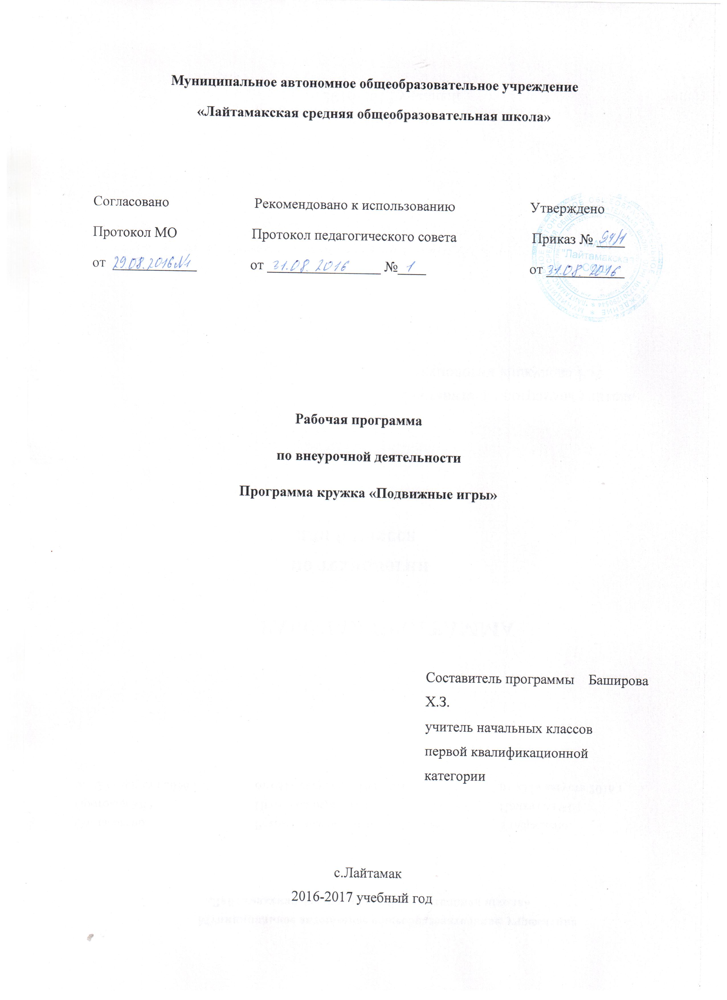 Муниципальное автономное общеобразовательное учреждение
«Лайтамакская средняя общеобразовательная школа»
Согласовано
Протокол МО
от 29.08.2016 №1
Рекомендовано к использованию
Протокол педагогического совета
от 31.08.2016 № 1
Утверждено
Приказ № 94/1
от 31.08.2016
"Лайтамакская
Рабочая программа
по внеурочной деятельности
Программа кружка «Подвижные игры»
Составитель программы Баширова
Х.З.
учитель начальных классов
первой квалификационной
категории
с.Лайтамак
2016-2017 учебный год